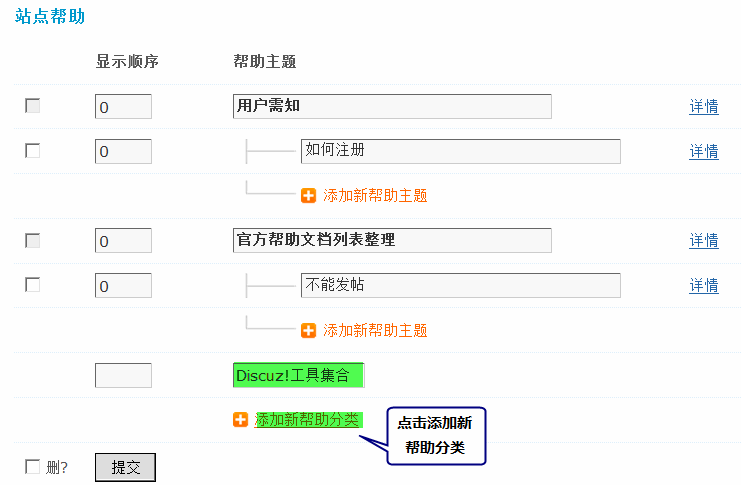 站点帮助
显示顺序 帮助主题
0 用户需知 详情
0 如何注册 详情
添加新帮助主题
0 官方帮助文档列表整理 详情
0 不能发帖 详情
添加新帮助主题
Discuz!工具集合
添加新帮助分类
点击添加新
帮助分类
删? 提交